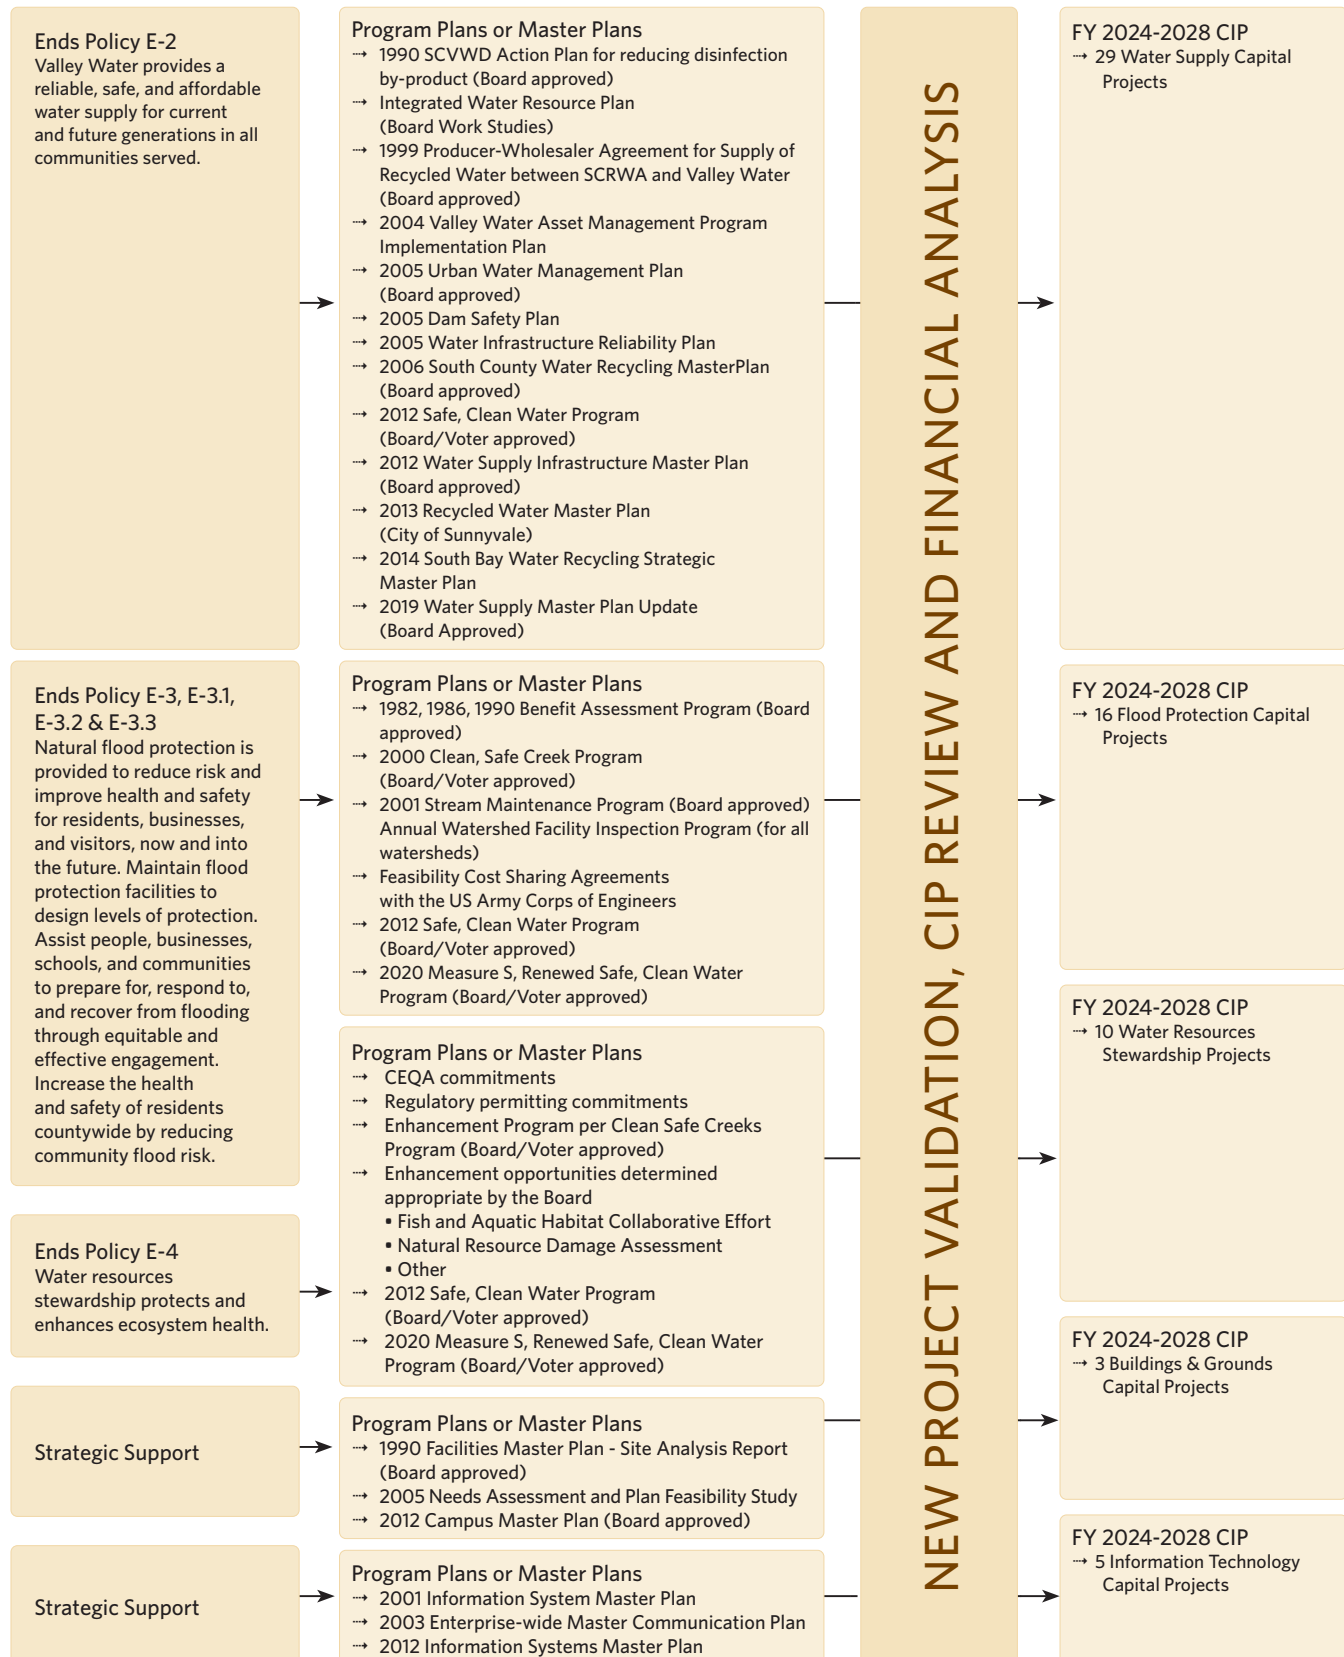 Ends Policy E-2
Valley Water provides a
reliable, safe, and affordable
water supply for current
and future generations in all
communities served.
Program Plans or Master Plans
⇢ 1990 SCVWD Action Plan for reducing disinfection
by-product (Board approved)
⇢ Integrated Water Resource Plan
(Board Work Studies)
⇢ 1999 Producer-Wholesaler Agreement for Supply of
Recycled Water between SCRWA and Valley Water
(Board approved)
⇢ 2004 Valley Water Asset Management Program
Implementation Plan
⇢ 2005 Urban Water Management Plan
(Board approved)
⇢ 2005 Dam Safety Plan
⇢ 2005 Water Infrastructure Reliability Plan
⇢ 2006 South County Water Recycling MasterPlan
(Board approved)
⇢ 2012 Safe, Clean Water Program
(Board/Voter approved)
⇢ 2012 Water Supply Infrastructure Master Plan
(Board approved)
⇢ 2013 Recycled Water Master Plan
(City of Sunnyvale)
⇢ 2014 South Bay Water Recycling Strategic
Master Plan
⇢ 2019 Water Supply Master Plan Update
(Board Approved)
NEW PROJECT VALIDATION, CIP REVIEW AND FINANCIAL ANALYSIS
FY 2024-2028 CIP
⇢ 29 Water Supply Capital
Projects
Ends Policy E-3, E-3.1,
E-3.2 & E-3.3
Natural flood protection is
provided to reduce risk and
improve health and safety
for residents, businesses,
and visitors, now and into
the future. Maintain flood
protection facilities to
design levels of protection.
Assist people, businesses,
schools, and communities
to prepare for, respond to,
and recover from flooding
through equitable and
effective engagement.
Increase the health
and safety of residents
countywide by reducing
community flood risk.
Program Plans or Master Plans
⇢ 1982, 1986, 1990 Benefit Assessment Program (Board
approved)
⇢ 2000 Clean, Safe Creek Program
(Board/Voter approved)
⇢ 2001 Stream Maintenance Program (Board approved)
Annual Watershed Facility Inspection Program (for all
watersheds)
⇢ Feasibility Cost Sharing Agreements
with the US Army Corps of Engineers
⇢ 2012 Safe, Clean Water Program
(Board/Voter approved)
⇢ 2020 Measure S, Renewed Safe, Clean Water
Program (Board/Voter approved)
FY 2024-2028 CIP
⇢ 16 Flood Protection Capital
Projects
Ends Policy E-4
Water resources
stewardship protects and
enhances ecosystem health.
Program Plans or Master Plans
⇢ CEQA commitments
⇢ Regulatory permitting commitments
⇢ Enhancement Program per Clean Safe Creeks
Program (Board/Voter approved)
⇢ Enhancement opportunities determined
appropriate by the Board
• Fish and Aquatic Habitat Collaborative Effort
• Natural Resource Damage Assessment
• Other
⇢ 2012 Safe, Clean Water Program
(Board/Voter approved)
⇢ 2020 Measure S, Renewed Safe, Clean Water
Program (Board/Voter approved)
FY 2024-2028 CIP
⇢ 10 Water Resources
Stewardship Projects
Strategic Support
Program Plans or Master Plans
⇢ 1990 Facilities Master Plan - Site Analysis Report
(Board approved)
⇢ 2005 Needs Assessment and Plan Feasibility Study
⇢ 2012 Campus Master Plan (Board approved)
FY 2024-2028 CIP
⇢ 3 Buildings & Grounds
Capital Projects
Strategic Support
Program Plans or Master Plans
⇢ 2001 Information System Master Plan
⇢ 2003 Enterprise-wide Master Communication Plan
⇢ 2012 Information Systems Master Plan
FY 2024-2028 CIP
⇢ 5 Information Technology
Capital Projects